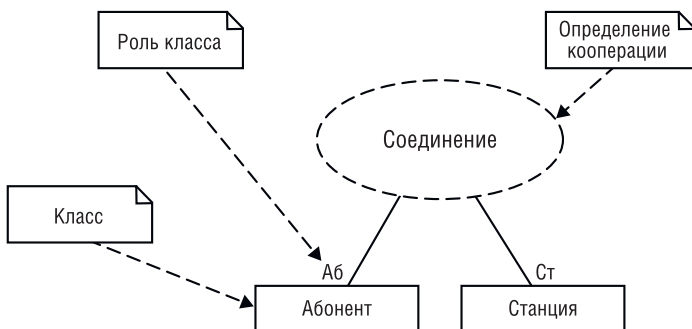 Роль класса
Определение
кооперации
Соединение
Класс
Аб
Ст
Абонент
Станция